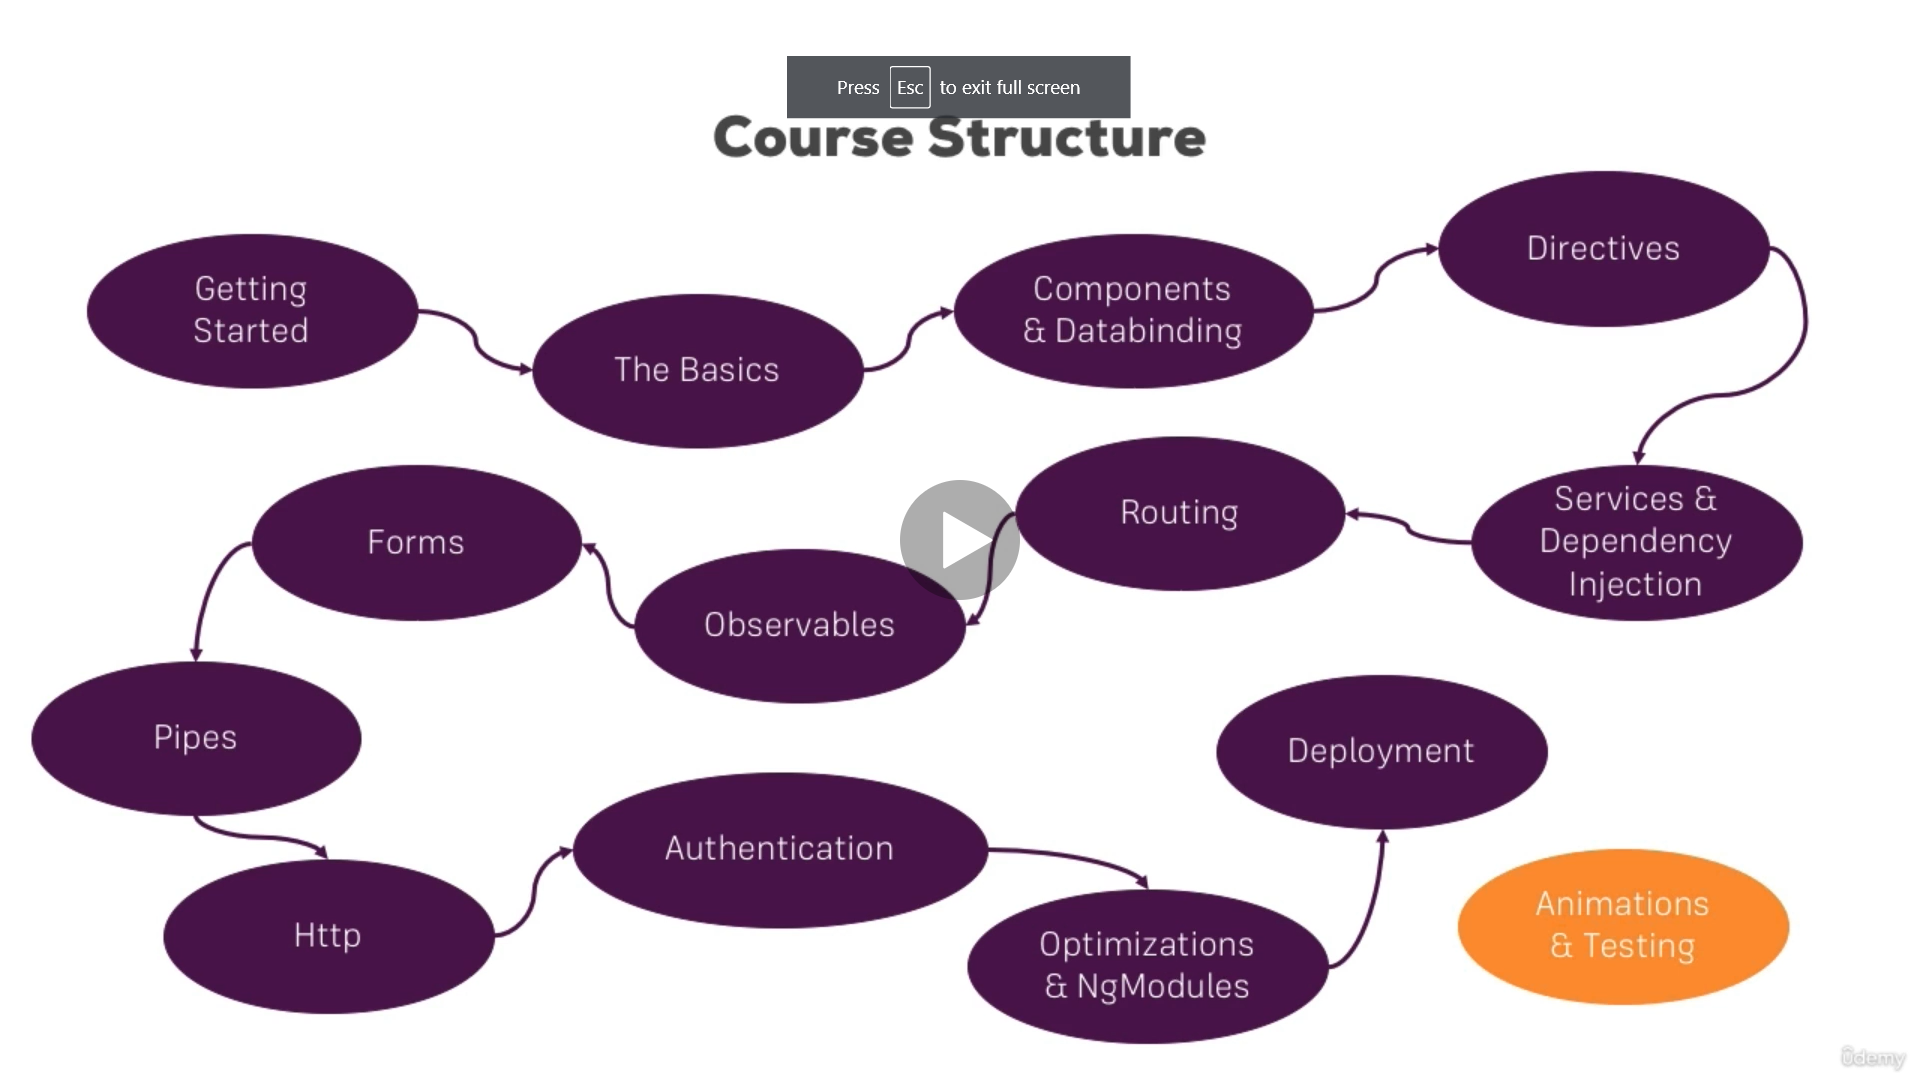 Press Esc to exit full screen
Course Structure
Getting
Started
The Basics
Components
& Databinding
Directives
Services &
Dependency
Injection
Routing
Observables
Forms
Pipes
Http
Authentication
Optimizations
& NgModules
Deployment
Animations
& Testing
ûdemy